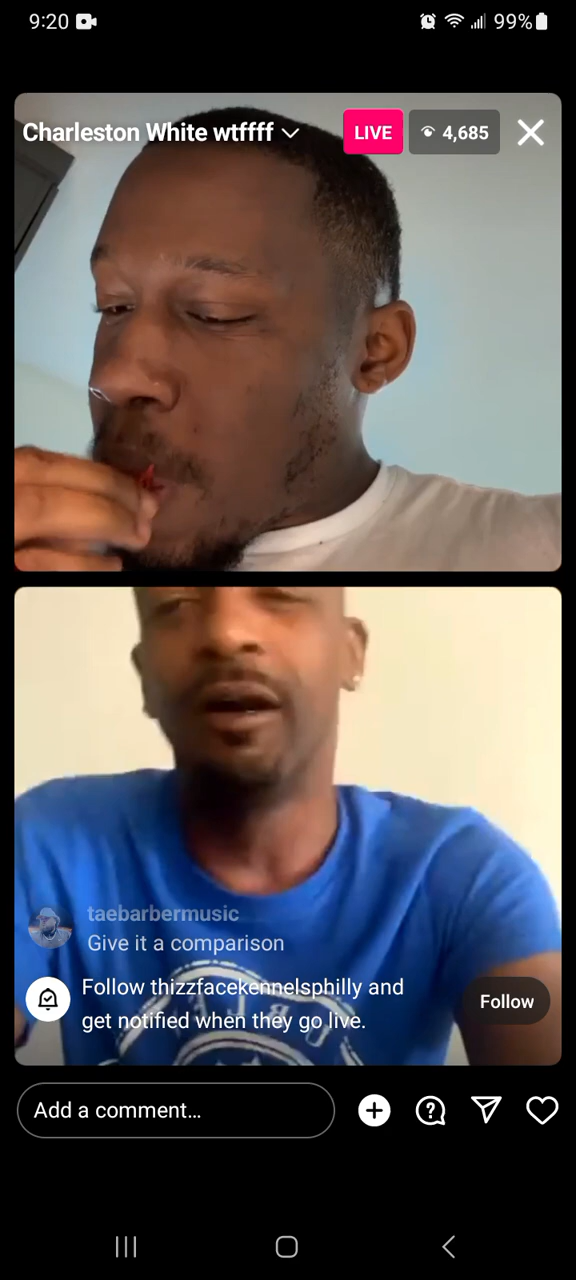 9:20
99%
Charleston White wtffff
LIVE
4,685
taebarbermusic
Give it a comparison
Follow thizzfacekennelsphilly and
get notified when they go live.
Follow
Add a comment...